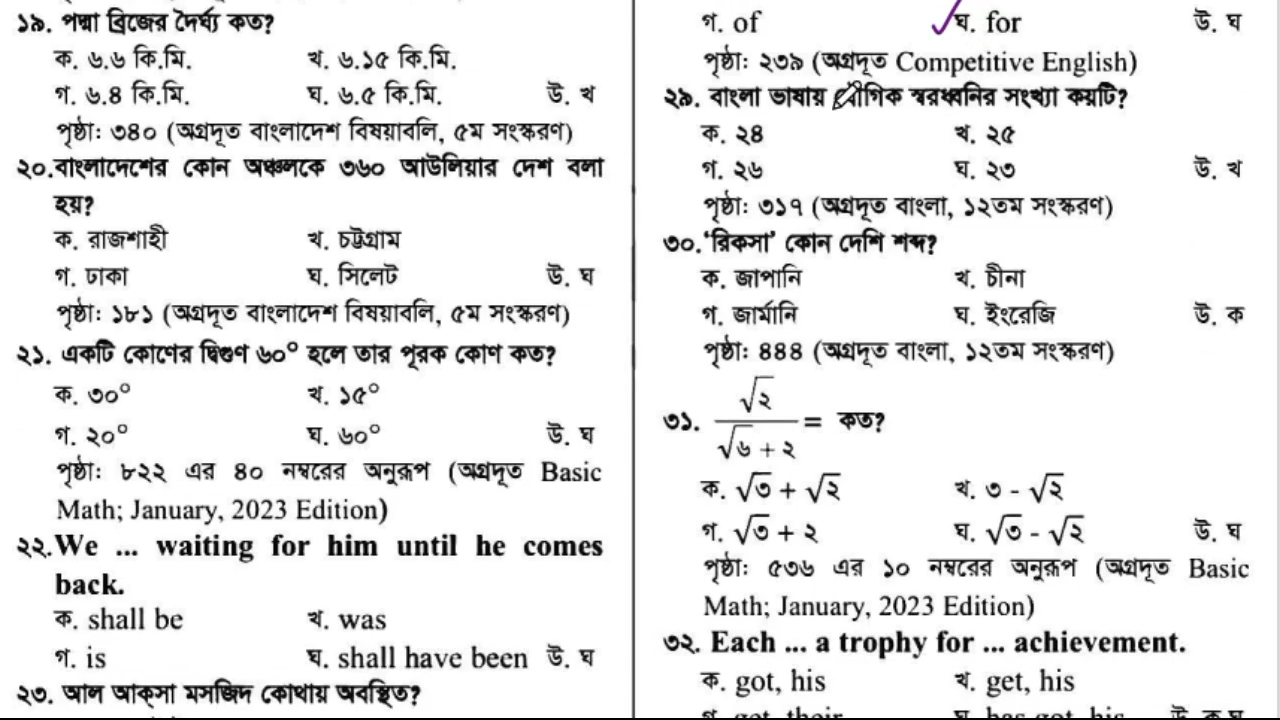 ১৯. পদ্মা ব্রিজের দৈর্ঘ্য কত?
ক. ৬.৬ কি.মি. খ. ৬.১৫ কি.মি.
গ. ৬.৪ কি.মি. ঘ. ৬.৫ কি.মি. উ. খ
পৃষ্ঠাঃ ৩৪০ (অগ্রদূত বাংলাদেশ বিষয়াবলি, ৫ম সংস্করণ)
২০.বাংলাদেশের কোন অঞ্চলকে ৩৬০ আউলিয়ার দেশ বলা
হয়?
ক. রাজশাহী খ. চট্টগ্রাম
গ. ঢাকা ঘ. সিলেট উ. ঘ
পৃষ্ঠাঃ ১৮১ (অগ্রদূত বাংলাদেশ বিষয়াবলি, ৫ম সংস্করণ)
২১. একটি কোণের দ্বিগুণ ৬০° হলে তার পূরক কোণ কত?
ক. ৩০° খ. ১৫°
গ. ২০° ঘ. ৬০° উ. ঘ
পৃষ্ঠাঃ ৮২২ এর ৪০ নম্বরের অনুরূপ (অগ্রদূত Basic
Math; January, 2023 Edition)
২২.We ... waiting for him until he comes
back.
ক. shall be খ. was
গ. is ঘ. shall have been উ. ঘ
২৩. আল আক্সা মসজিদ কোথায় অবস্থিত?
গ. of ঘ. for উ. ঘ
পৃষ্ঠাঃ ২৩৯ (অগ্রদূত Competitive English)
২৯. বাংলা ভাষায় যৌগিক স্বরধ্বনির সংখ্যা কয়টি?
ক. ২৪ খ. ২৫
গ. ২৬ ঘ. ২৩ উ. খ
পৃষ্ঠাঃ ৩১৭ (অগ্রদূত বাংলা, ১২তম সংস্করণ)
৩০.‘রিকসা’ কোন দেশি শব্দ?
ক. জাপানি খ. চীনা
গ. জার্মানি ঘ. ইংরেজি উ. ক
পৃষ্ঠাঃ ৪৪৪ (অগ্রদূত বাংলা, ১২তম সংস্করণ)
√২
৩১. = কত?
√৬ + ২
ক. √৩ + √২ খ. ৩ - √২
গ. √৩ + ২ ঘ. √৩ - √২ উ. ঘ
পৃষ্ঠাঃ ৫৩৬ এর ১০ নম্বরের অনুরূপ (অগ্রদূত Basic
Math; January, 2023 Edition)
৩২. Each ... a trophy for ... achievement.
ক. got, his খ. get, his